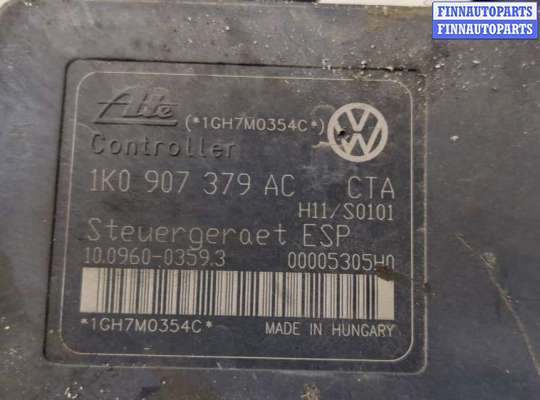 FINNAUTOPARTS
FINNAUTOPARTS
Ate
(*1GH7M0354C*)
Controller
1K0 907 379 AC CTA
H11/S0101
Steuergeraet ESP
10.0960-0359.3 00005305H0
*1GH7M0354C* MADE IN HUNGARY